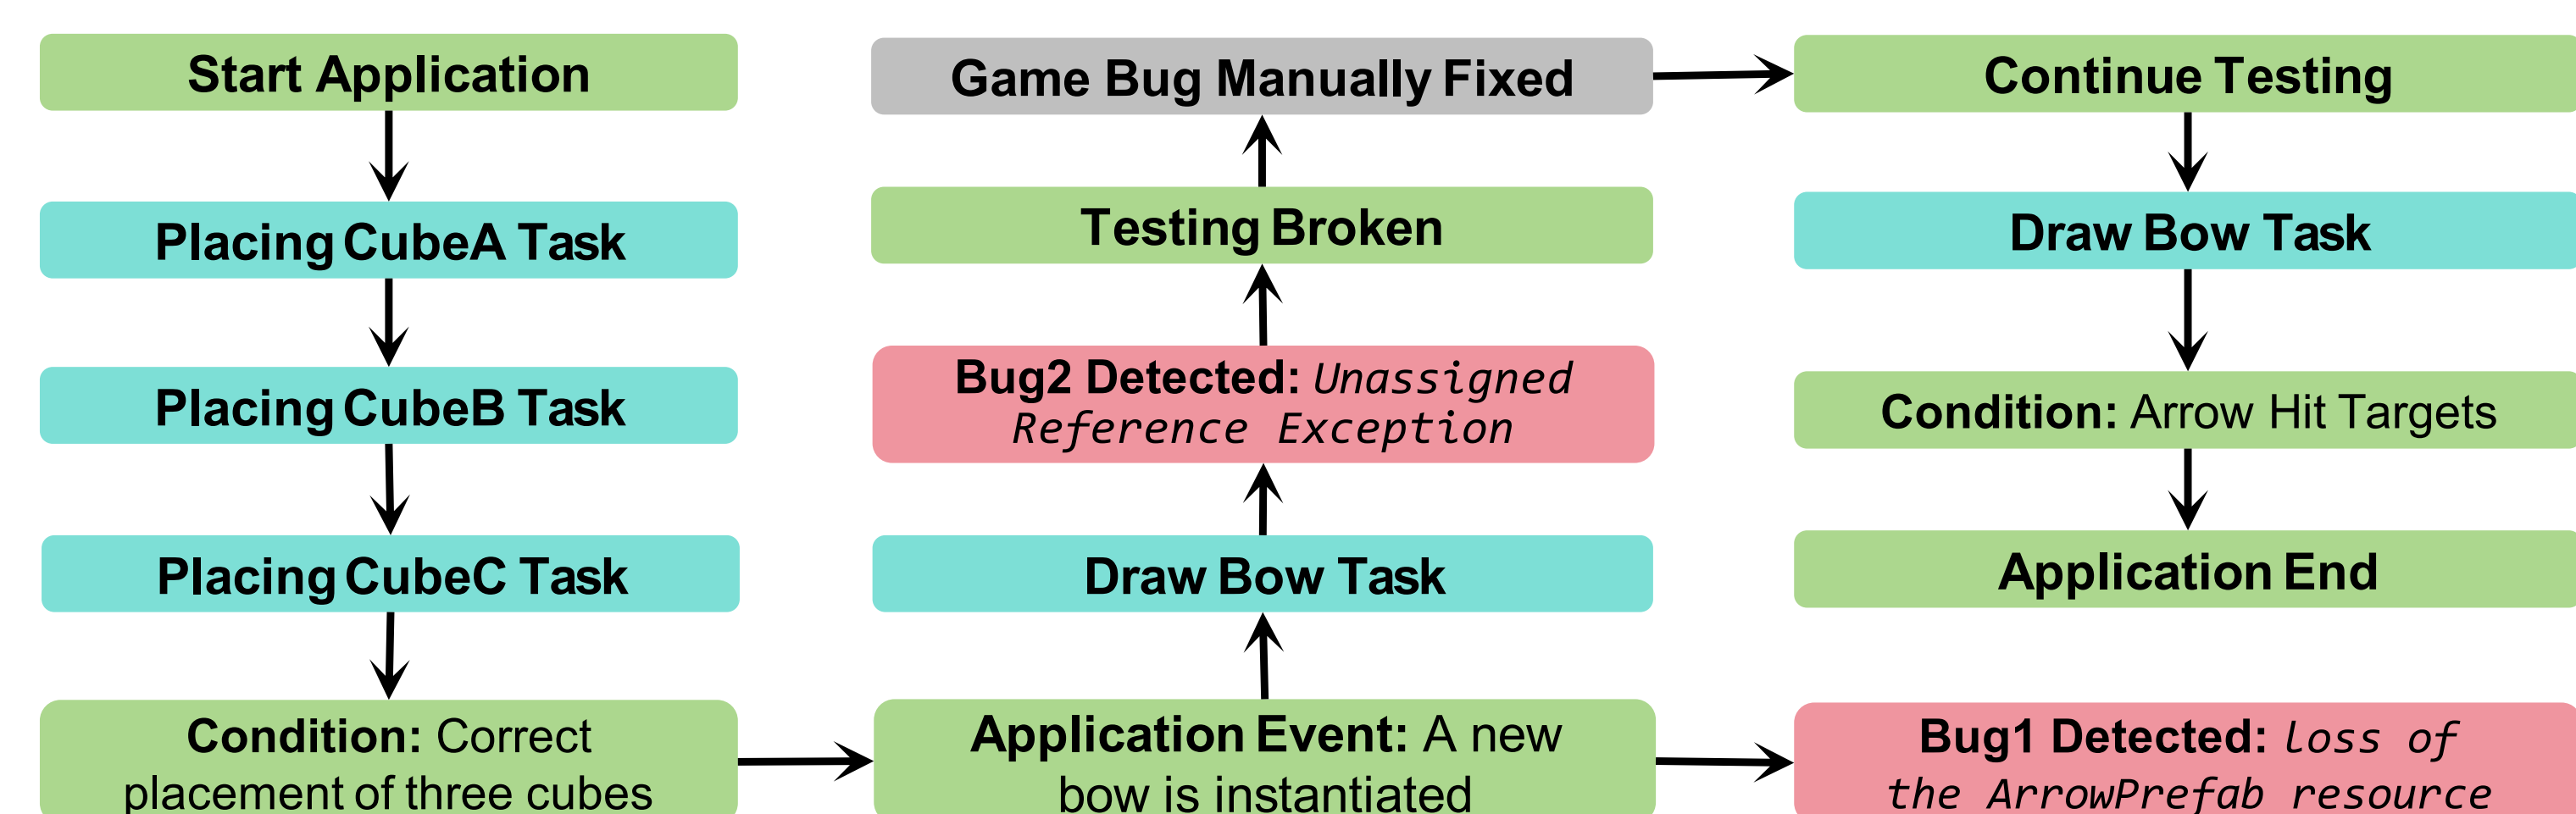 Start Application
Placing CubeA Task
Placing CubeB Task
Placing CubeC Task
Condition: Correct
placement of three cubes
Game Bug Manually Fixed
Testing Broken
Bug2 Detected: Unassigned
Reference Exception
Draw Bow Task
Application Event: A new
bow is instantiated
Continue Testing
Draw Bow Task
Condition: Arrow Hit Targets
Application End
Bug1 Detected: loss of
the ArrowPrefab resource